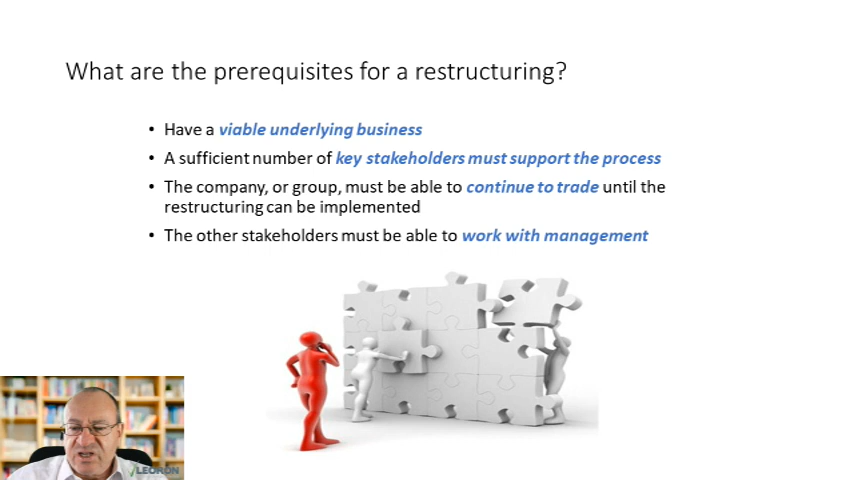 What are the prerequisites for a restructuring?
• Have a viable underlying business
• A sufficient number of key stakeholders must support the process
• The company, or group, must be able to continue to trade until the
restructuring can be implemented
• The other stakeholders must be able to work with management
LEORON